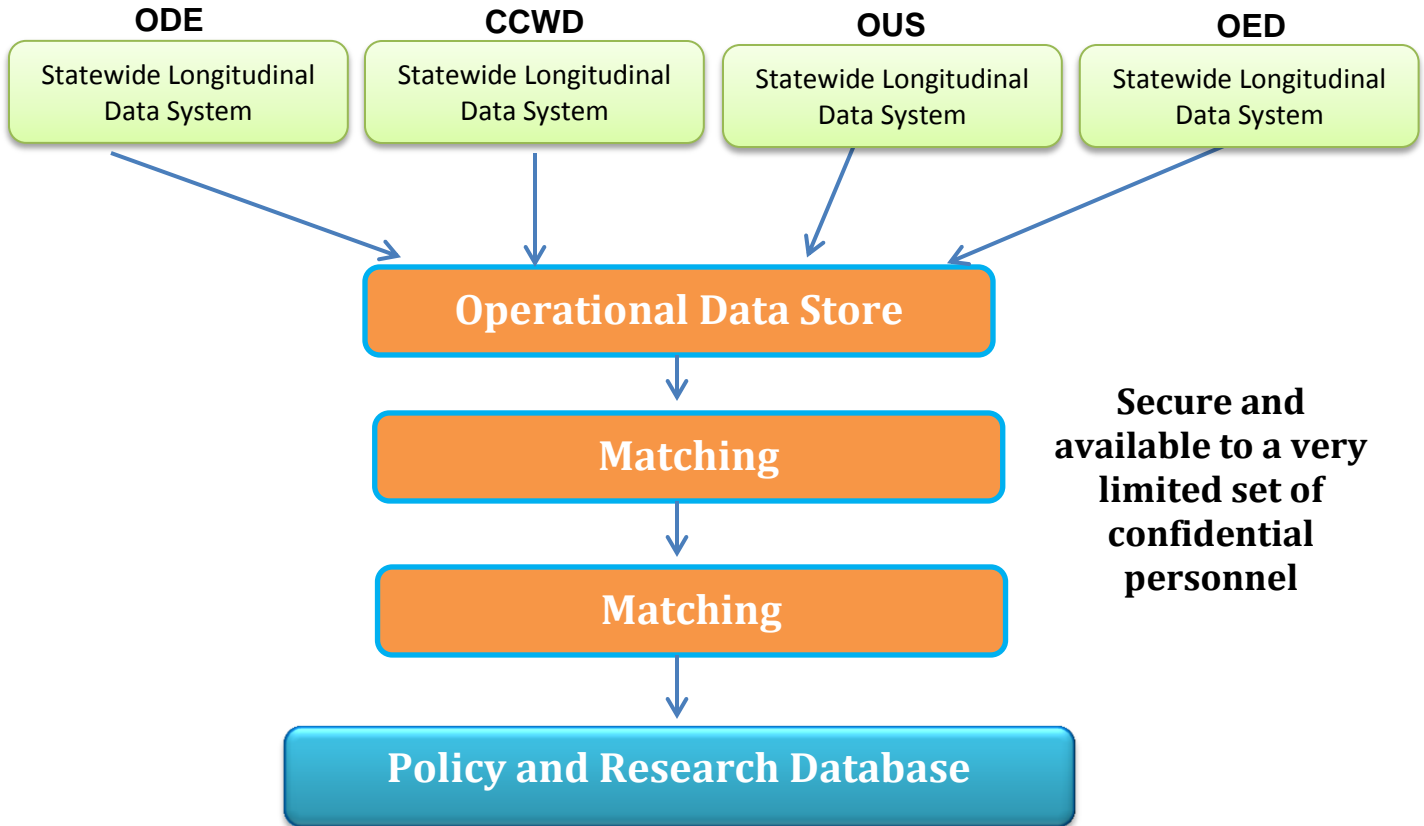 ODE
CCWD
OUS
OED
Statewide Longitudinal
Data System
Statewide Longitudinal
Data System
Statewide Longitudinal
Data System
Statewide Longitudinal
Data System
Operational Data Store
Matching
Secure and
available to a very
limited set of
confidential
personnel
Matching
Policy and Research Database